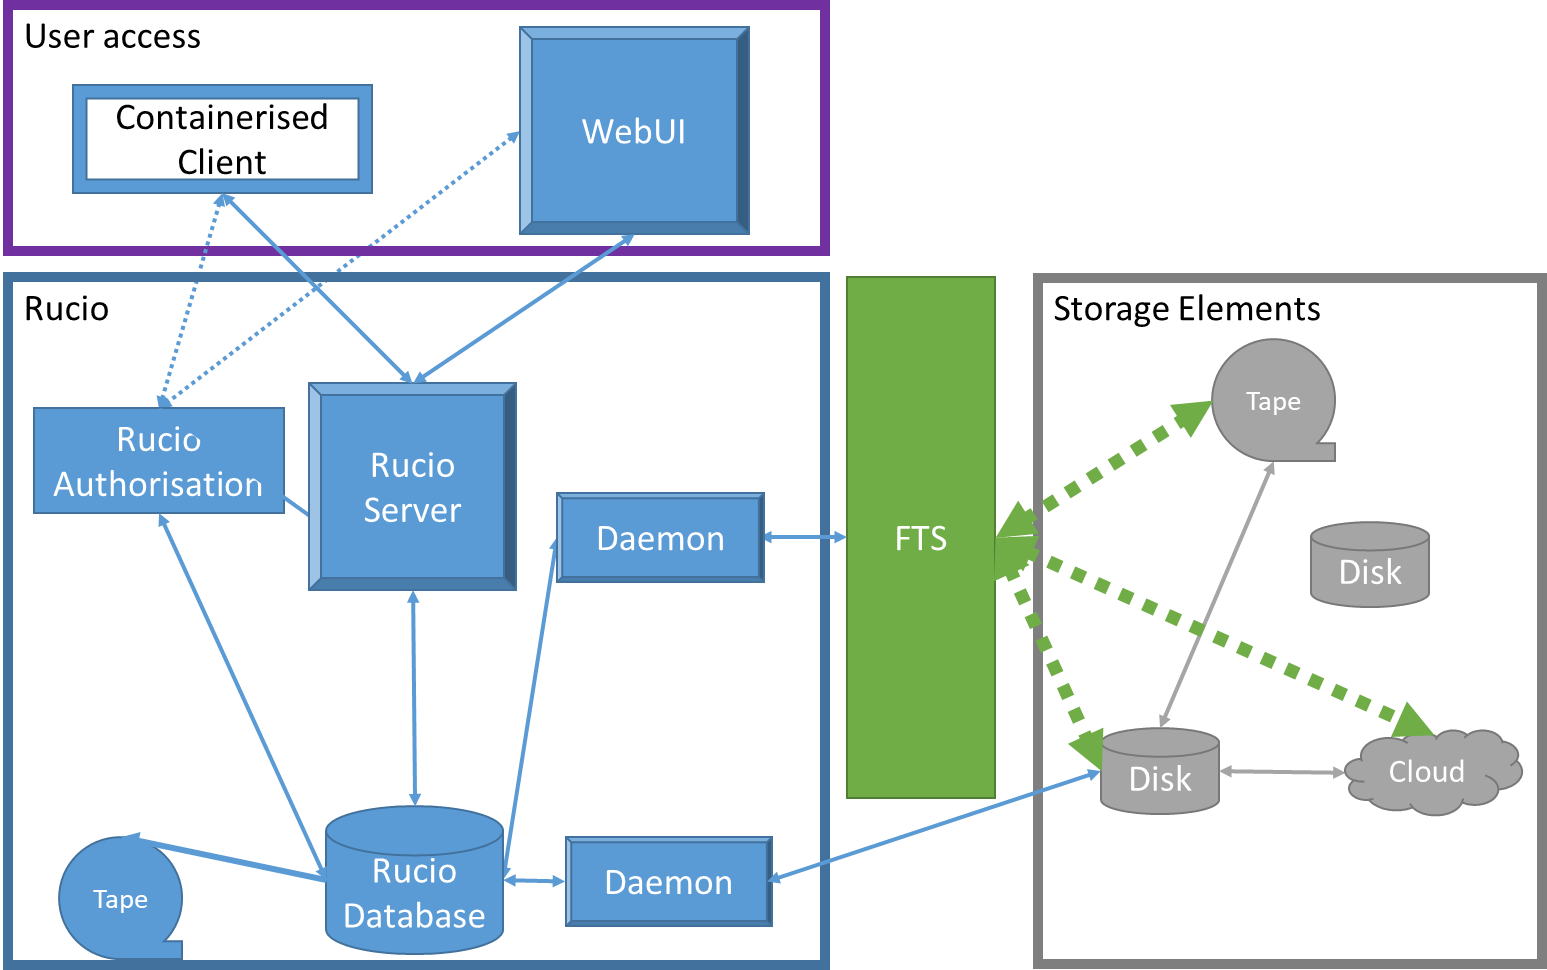 User access
Containerised
Client
WebUI
Rucio
Rucio
Authorisation
Rucio
Server
Daemon
FTS
Storage Elements
Tape
Disk
Disk
Cloud
Tape
Rucio
Database
Daemon